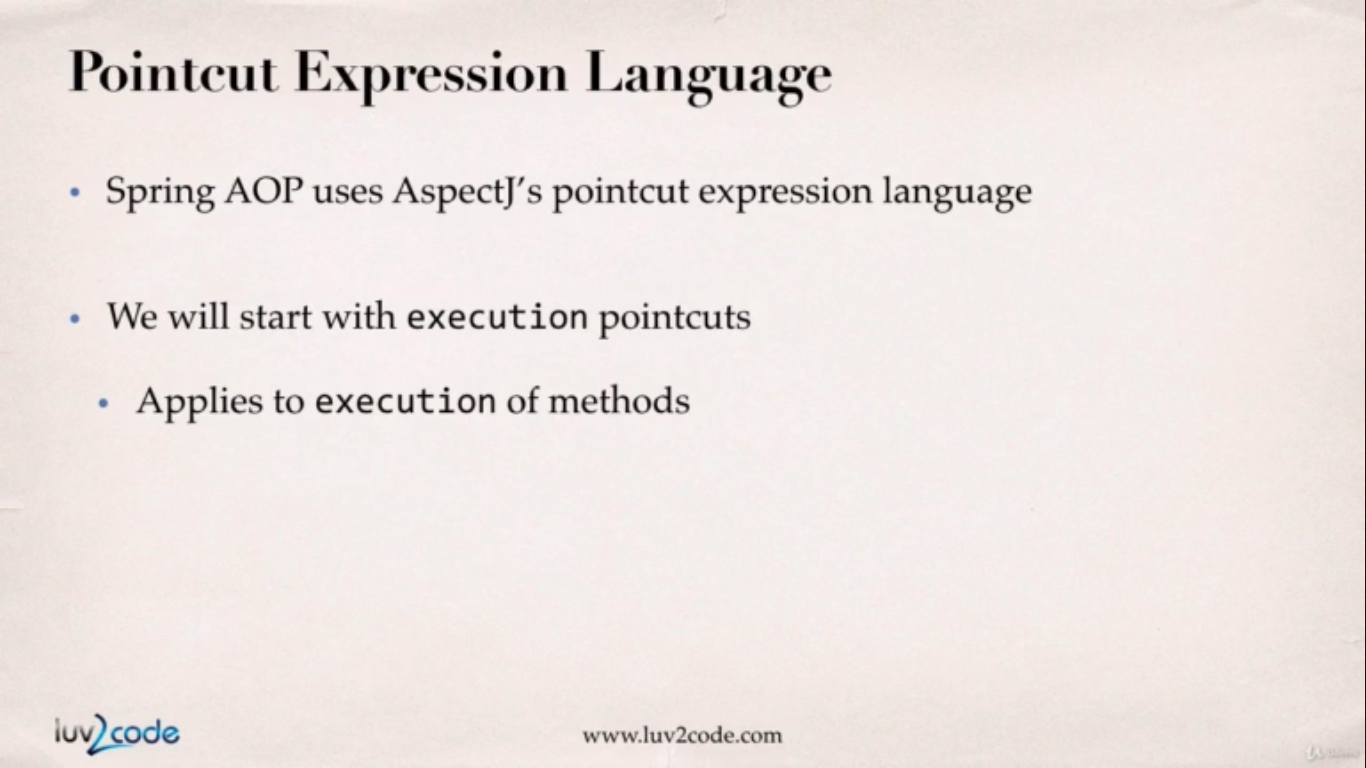 Pointcut Expression Language
• Spring AOP uses AspectJ’s pointcut expression language
• We will start with execution pointcuts
• Applies to execution of methods
luv2code
www.luv2code.com